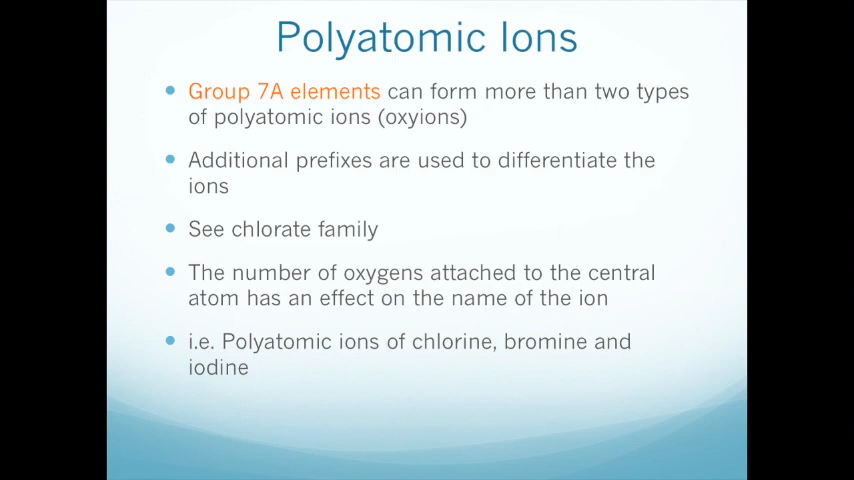 Polyatomic Ions
• Group 7A elements can form more than two types
of polyatomic ions (oxyions)
• Additional prefixes are used to differentiate the
ions
• See chlorate family
• The number of oxygens attached to the central
atom has an effect on the name of the ion
• i.e. Polyatomic ions of chlorine, bromine and
iodine